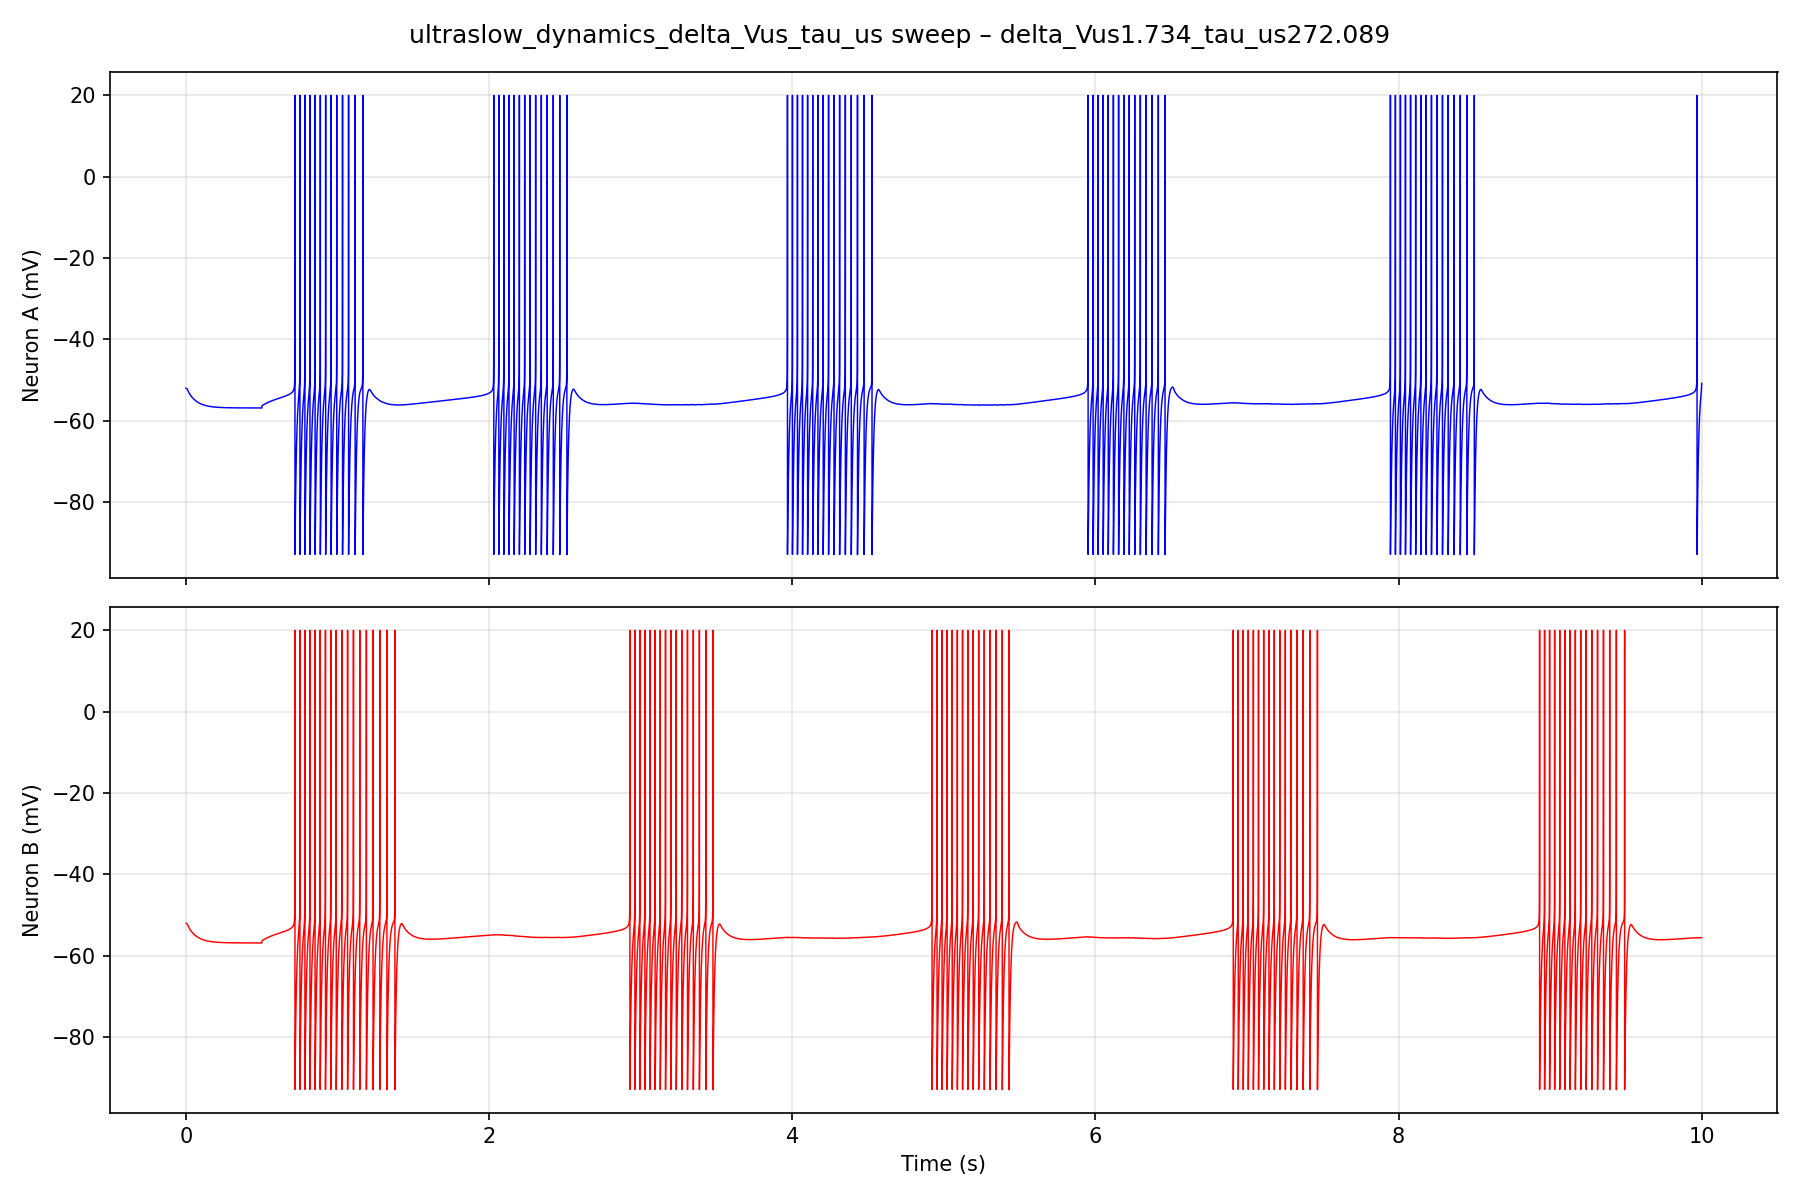 ultraslow_dynamics_delta_Vus_tau_us sweep – delta_Vus1.734_tau_us272.089
20
0
−20
−40
−60
−80
Neuron A (mV)
20
0
−20
−40
−60
−80
Neuron B (mV)
0 2 4 6 8 10
Time (s)